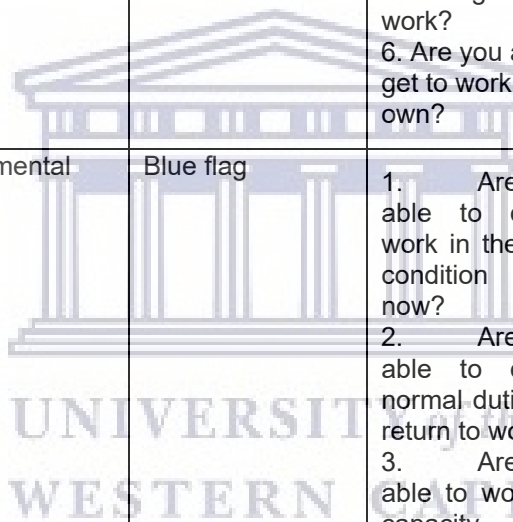 work?
6. Are you
get to work
own?
mental
Blue flag
1. Are
able to
work in the
condition
now?
2. Are
able to
normal duti
return to wo
3. Are
able to wo
capacity
UNIVERSITY of the
WESTERN CAP